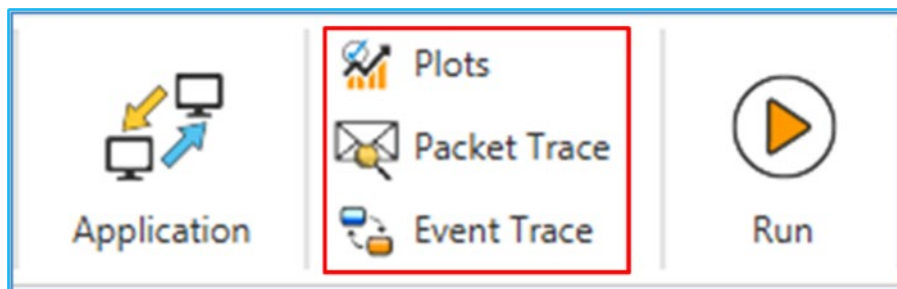 Application
Plots
Packet Trace
Event Trace
Run